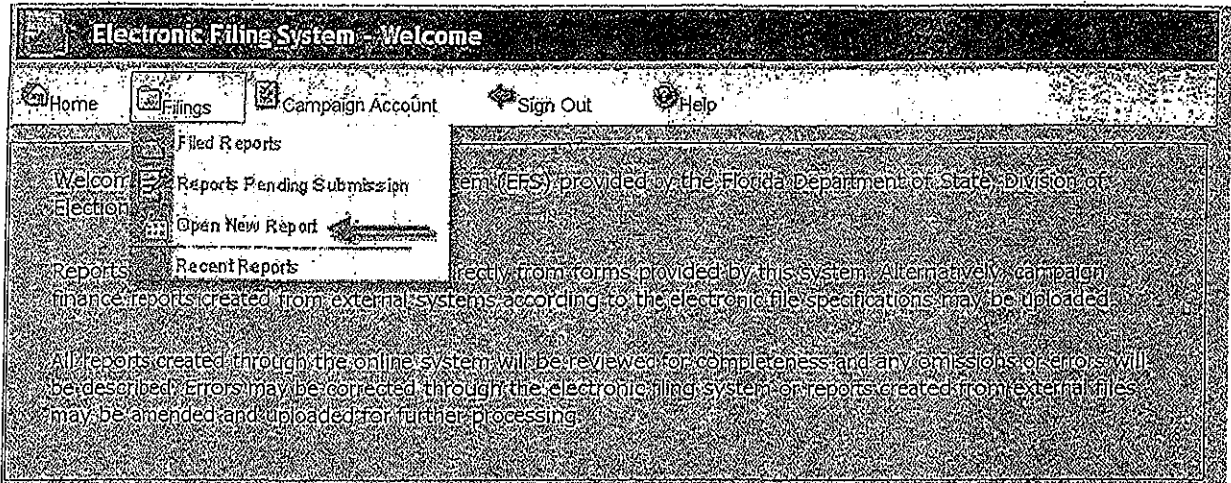 Electronic Filing System - Welcome
Home Filings Campaign Account Sign Out Help
Filed Reports
Reports Pending Submission
Open New Report
Recent Reports
Welcom em (EFS) provided by the Florida Department of State, Division of
Election
Reports rectly from forms provided by this system. Alternatively, campaign
finance reports created from external systems according to the electronic file specifications may be uploaded.
All reports created through the online system will be reviewed for completeness and any omissions or errors will
be described. Errors may be corrected through the electronic filing system or reports created from external files
may be amended and uploaded for further processing.